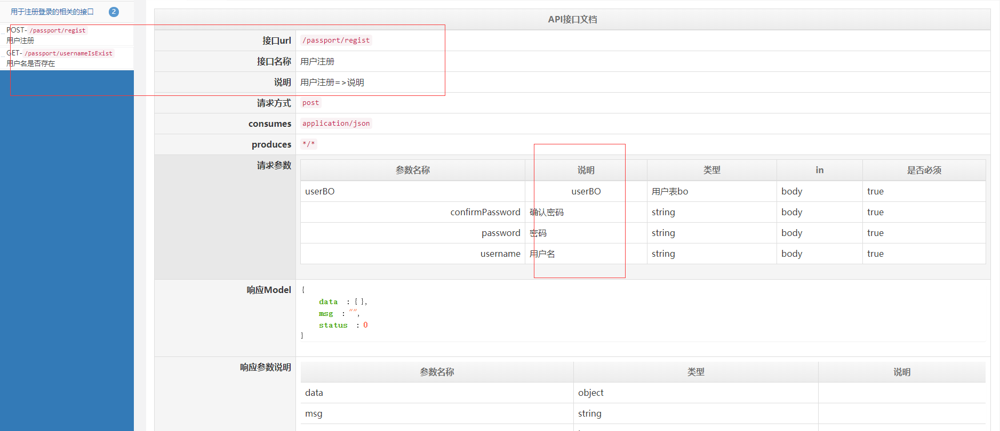 用于注册登录的相关的接口 2
POST-/passport/regist
用户注册
GET-/passport/usernameIsExist
用户名是否存在
API接口文档
接口url /passport/regist
接口名称 用户注册
说明 用户注册=>说明
请求方式 post
consumes application/json
produces */*
请求参数
参数名称 说明 类型 in 是否必须
userBO userBO 用户表bo body true
confirmPassword 确认密码 string body true
password 密码 string body true
username 用户名 string body true
响应Model
{
data : { },
msg : "",
status : 0
}
响应参数说明
参数名称 类型 说明
data object
msg string